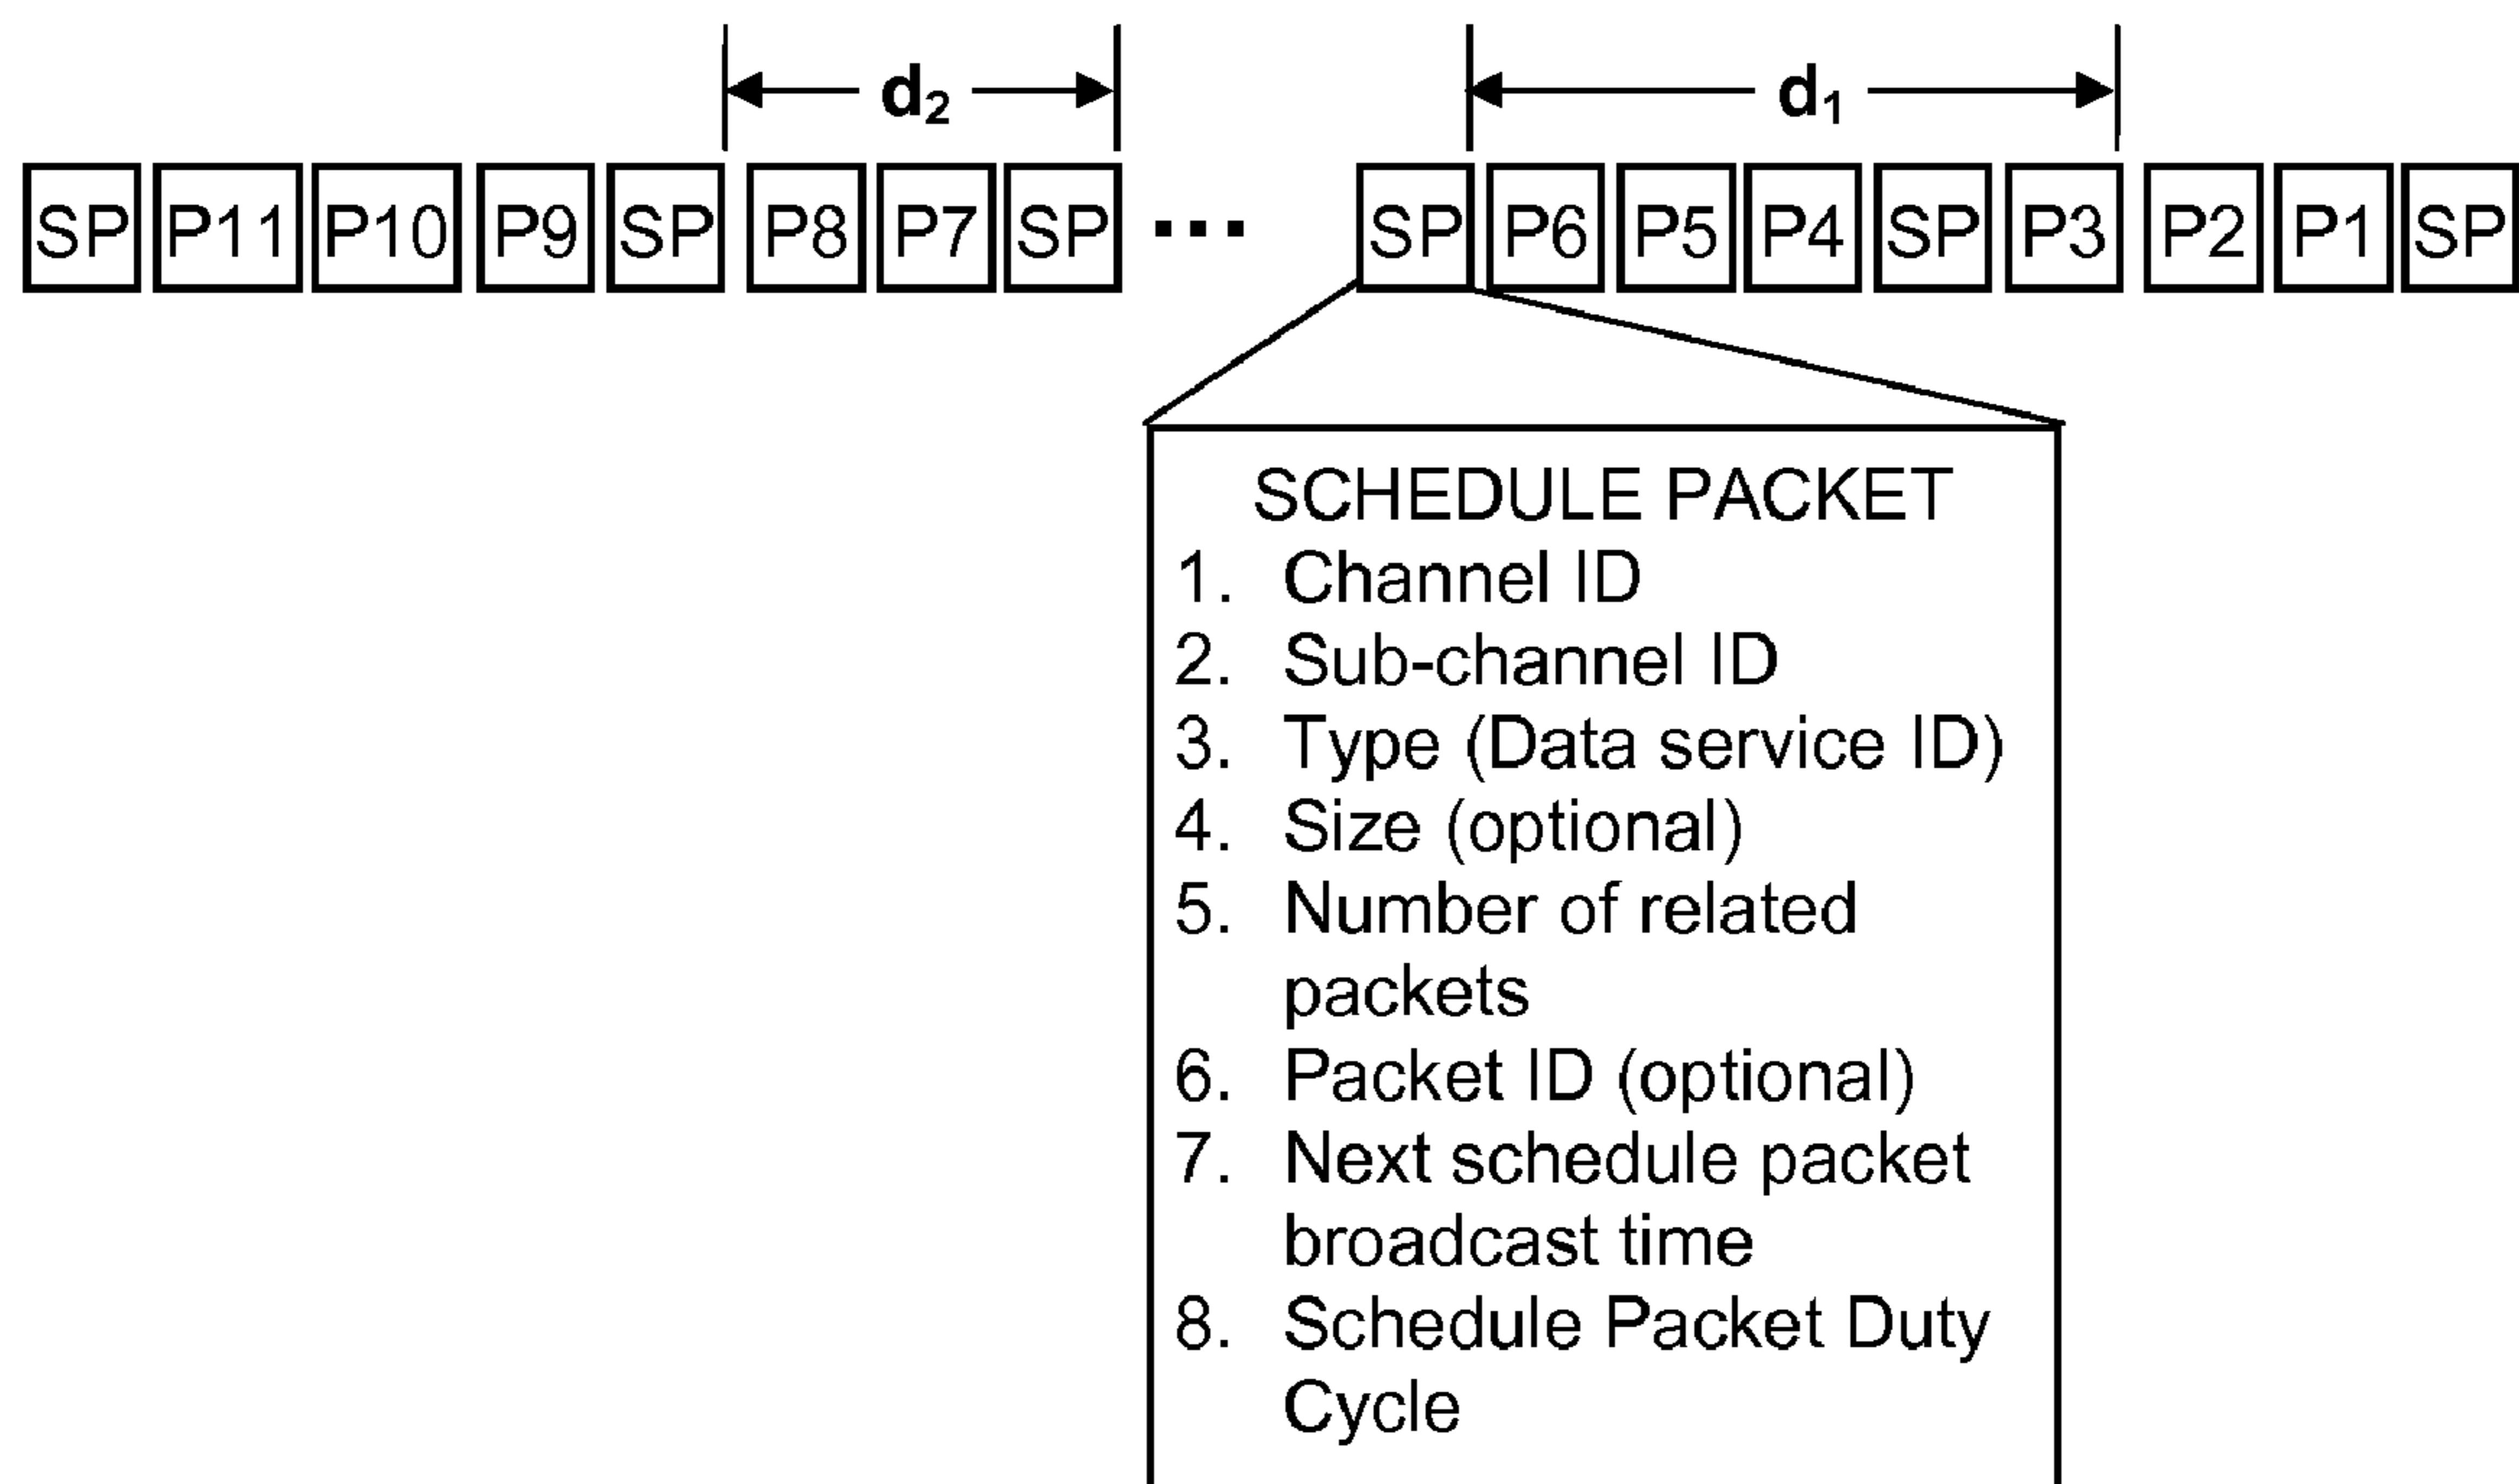 d2 d1
SP P11 P10 P9 SP P8 P7 SP ... SP P6 P5 P4 SP P3 P2 P1 SP
SCHEDULE PACKET
1. Channel ID
2. Sub-channel ID
3. Type (Data service ID)
4. Size (optional)
5. Number of related
packets
6. Packet ID (optional)
7. Next schedule packet
broadcast time
8. Schedule Packet Duty
Cycle